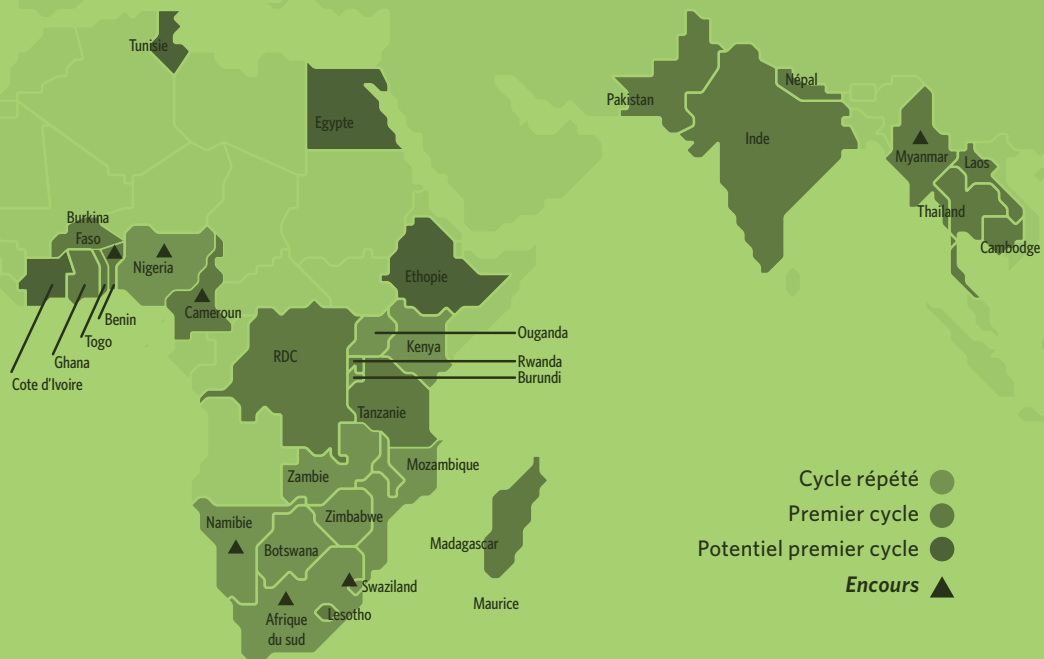 Tunisie
Egypte
Pakistan
Népal
Inde
Myanmar
Laos
Thailand
Cambodge
Burkina
Faso
Nigeria
Cameroun
Benin
Togo
Ghana
Cote d'Ivoire
Ethopie
Ouganda
Kenya
RDC
Rwanda
Burundi
Tanzanie
Mozambique
Zambie
Zimbabwe
Namibie
Botswana
Madagascar
Swaziland
Maurice
Lesotho
Afrique
du sud
Cycle répété
Premier cycle
Potentiel premier cycle
Encours